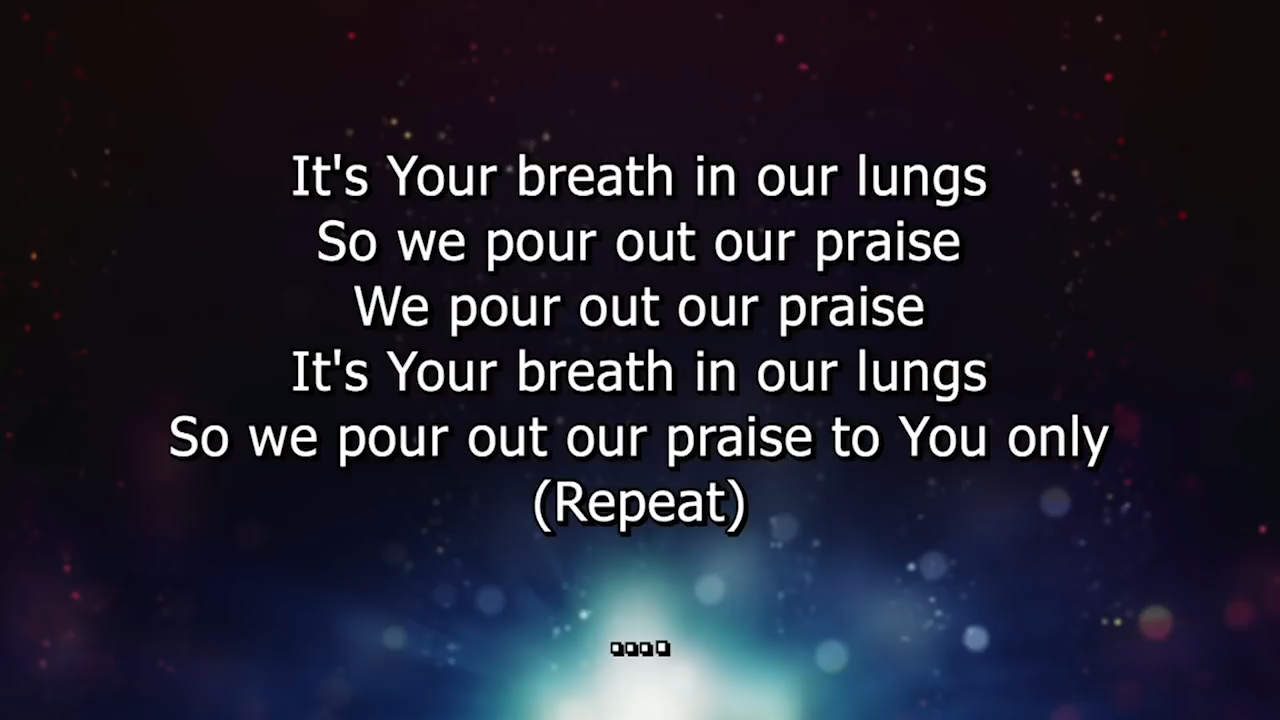 It's Your breath in our lungs
So we pour out our praise
We pour out our praise
It's Your breath in our lungs
So we pour out our praise to You only
(Repeat)
....